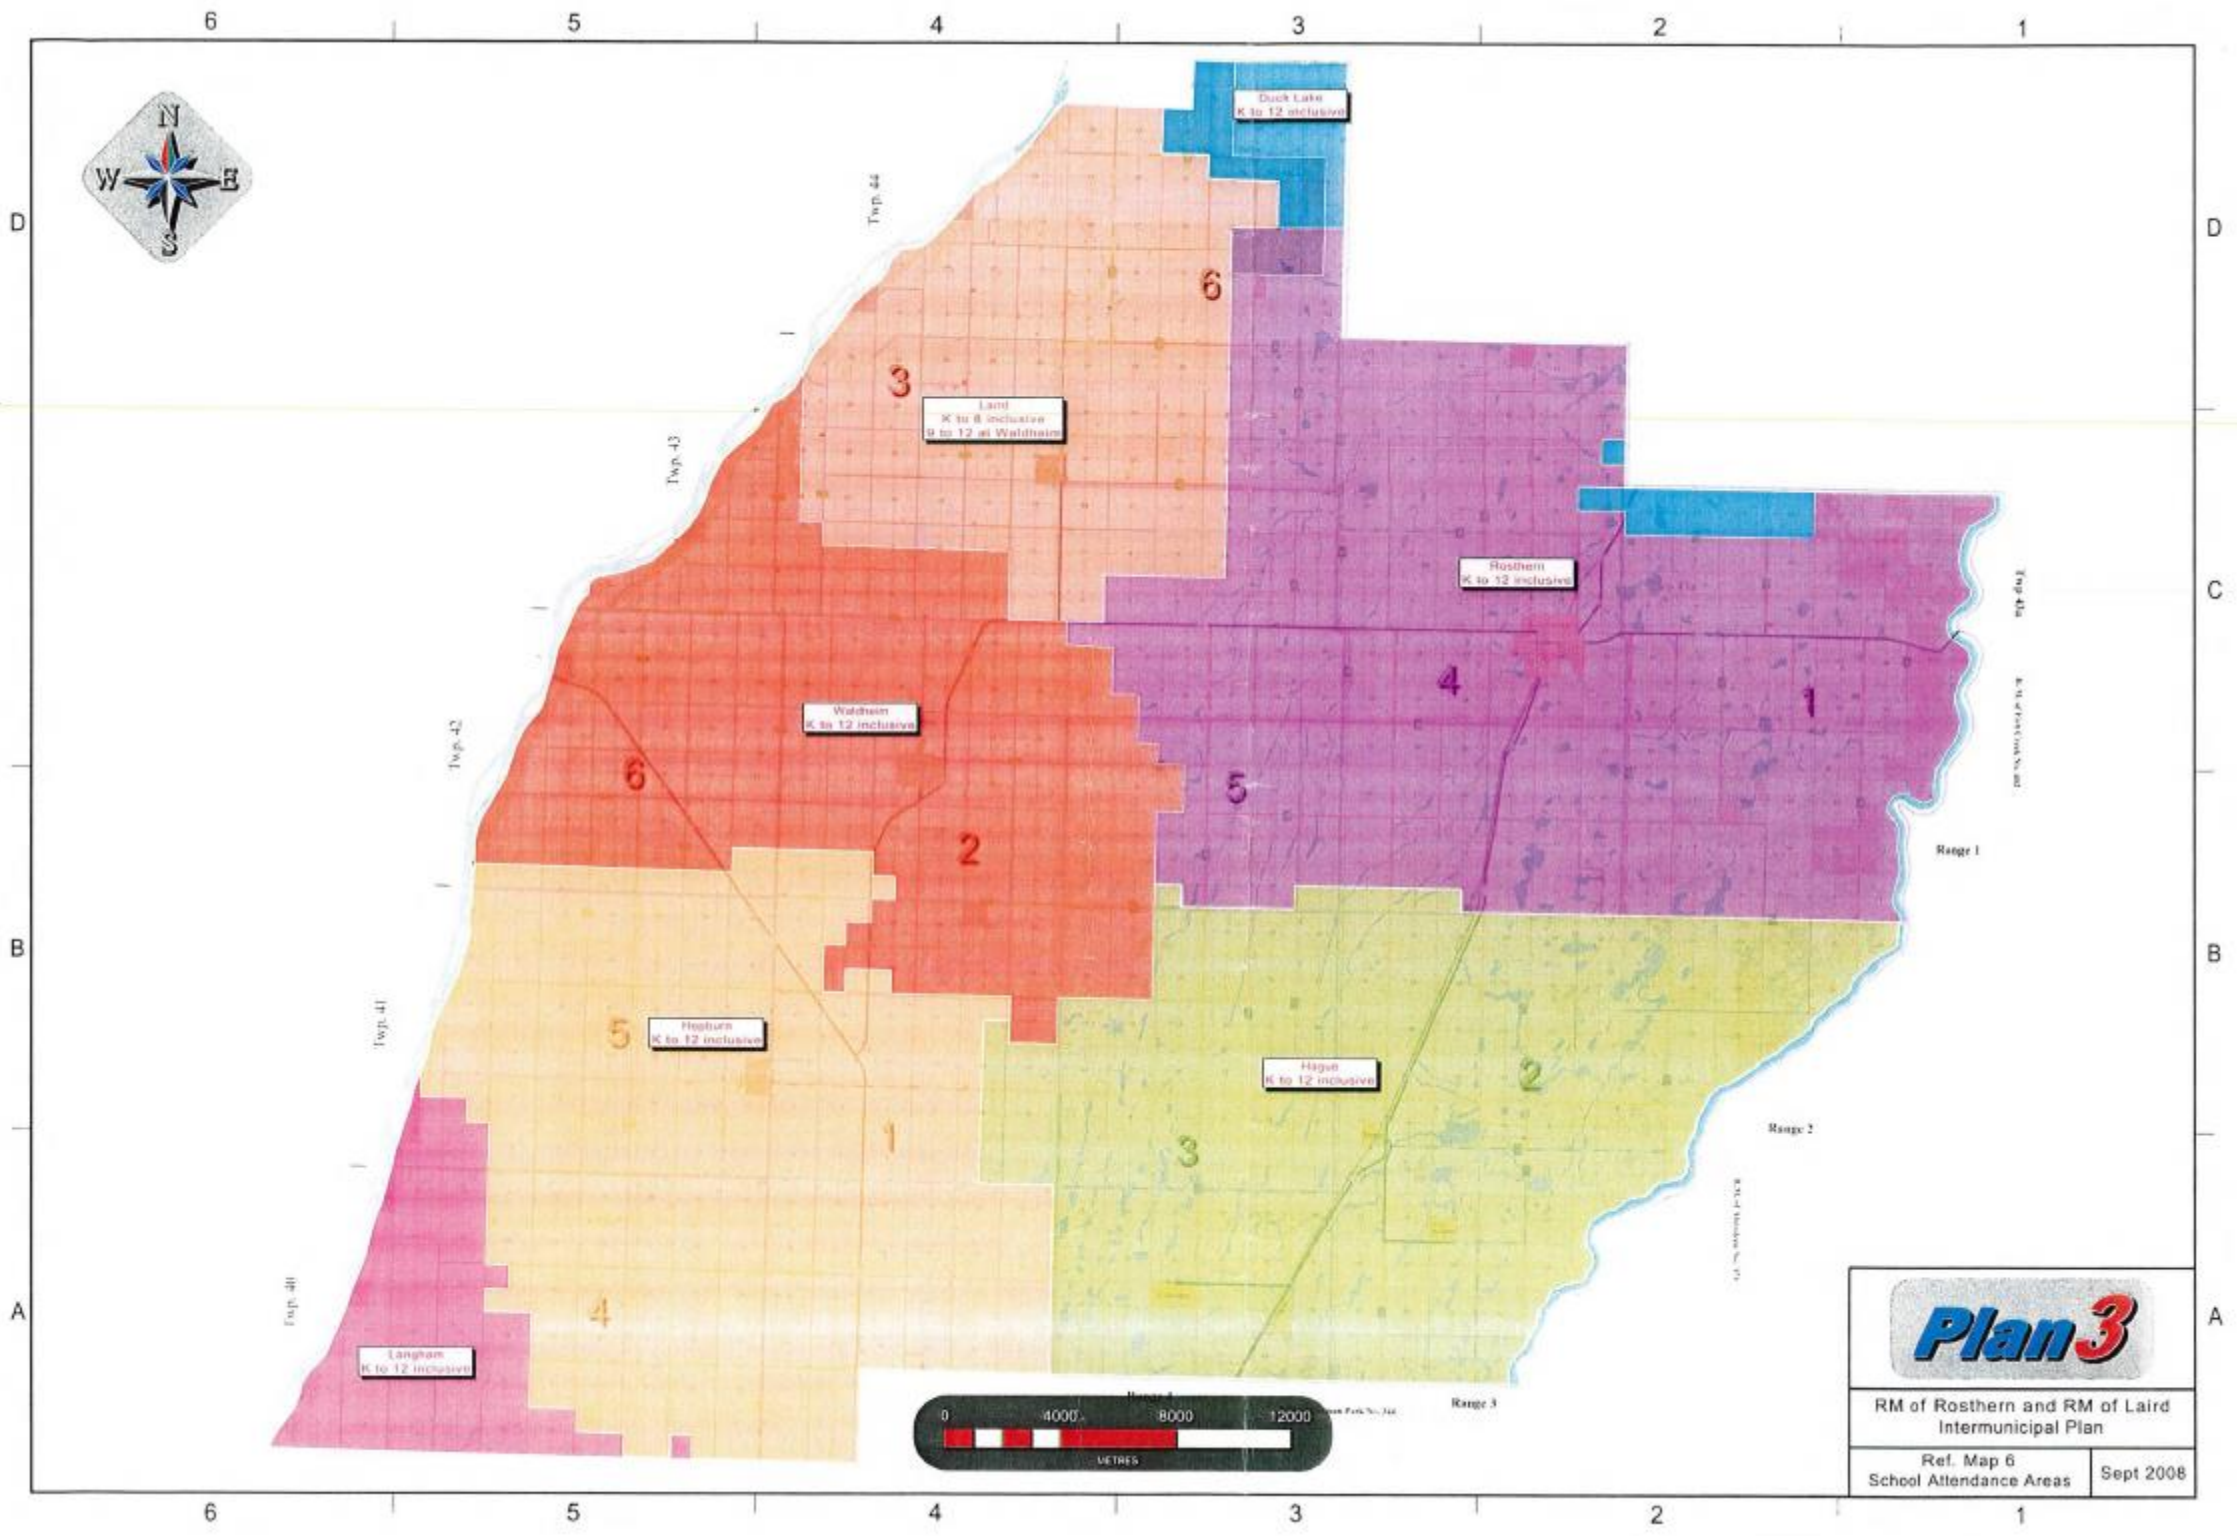 6 5 4 3 2 1
N
W E
S
Duck Lake
K to 12 inclusive
Twp. 44
D D
6
3
Laird
K to 8 inclusive
9 to 12 at Waldheim
Twp. 43
Rosthern
K to 12 inclusive
C
4
1
Waldheim
K to 12 inclusive
Twp. 42
6
5
2
Range 1
B B
Twp. 41
5
Hepburn
K to 12 inclusive
Hague
K to 12 inclusive
2
Range 2
1
3
Twp. 40
4
A A
Langham
K to 12 inclusive
Range 3
0 4000 8000 12000
METRES
Plan3
RM of Rosthern and RM of Laird
Intermunicipal Plan
Ref. Map 6
School Attendance Areas
Sept 2008
6 5 4 3 2 1